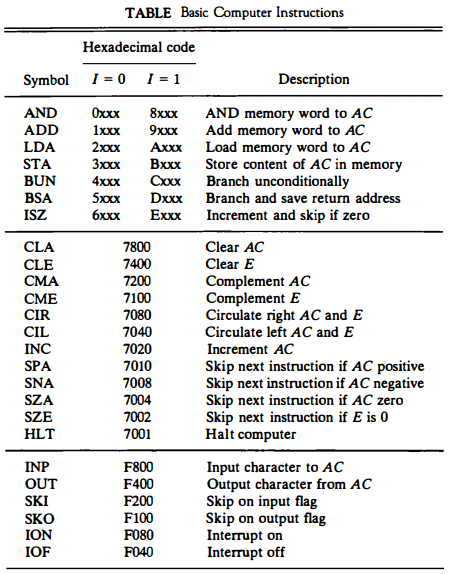 TABLE Basic Computer Instructions
Hexadecimal code
Symbol I = 0 I = 1 Description
AND 0xxx 8xxx AND memory word to AC
ADD 1xxx 9xxx Add memory word to AC
LDA 2xxx Axxx Load memory word to AC
STA 3xxx Bxxx Store content of AC in memory
BUN 4xxx Cxxx Branch unconditionally
BSA 5xxx Dxxx Branch and save return address
ISZ 6xxx Exxx Increment and skip if zero
CLA 7800 Clear AC
CLE 7400 Clear E
CMA 7200 Complement AC
CME 7100 Complement E
CIR 7080 Circulate right AC and E
CIL 7040 Circulate left AC and E
INC 7020 Increment AC
SPA 7010 Skip next instruction if AC positive
SNA 7008 Skip next instruction if AC negative
SZA 7004 Skip next instruction if AC zero
SZE 7002 Skip next instruction if E is 0
HLT 7001 Halt computer
INP F800 Input character to AC
OUT F400 Output character from AC
SKI F200 Skip on input flag
SKO F100 Skip on output flag
ION F080 Interrupt on
IOF F040 Interrupt off